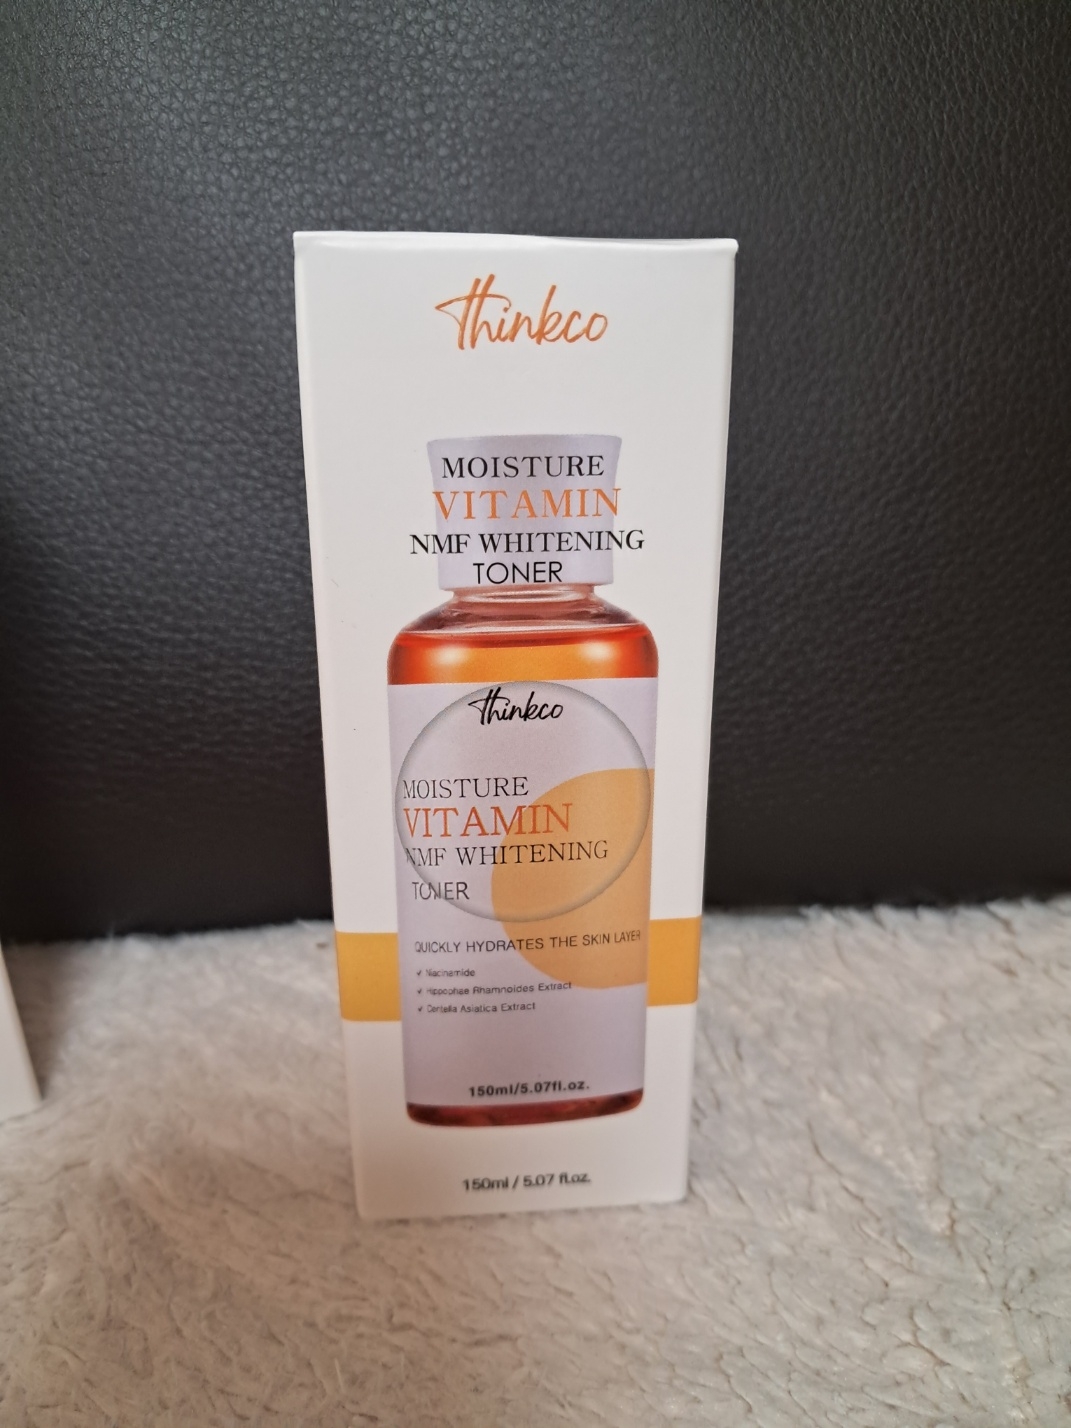 thinkco
MOISTURE
VITAMIN
NMF WHITENING
TONER
thinkco
MOISTURE
VITAMIN
NMF WHITENING
TONER
QUICKLY HYDRATES THE SKIN LAYER
✓ Niacinamide
✓ Hippophae Rhamnoides Extract
✓ Centella Asiatica Extract
150ml/5.07fl.oz.
150ml / 5.07 fl.oz.